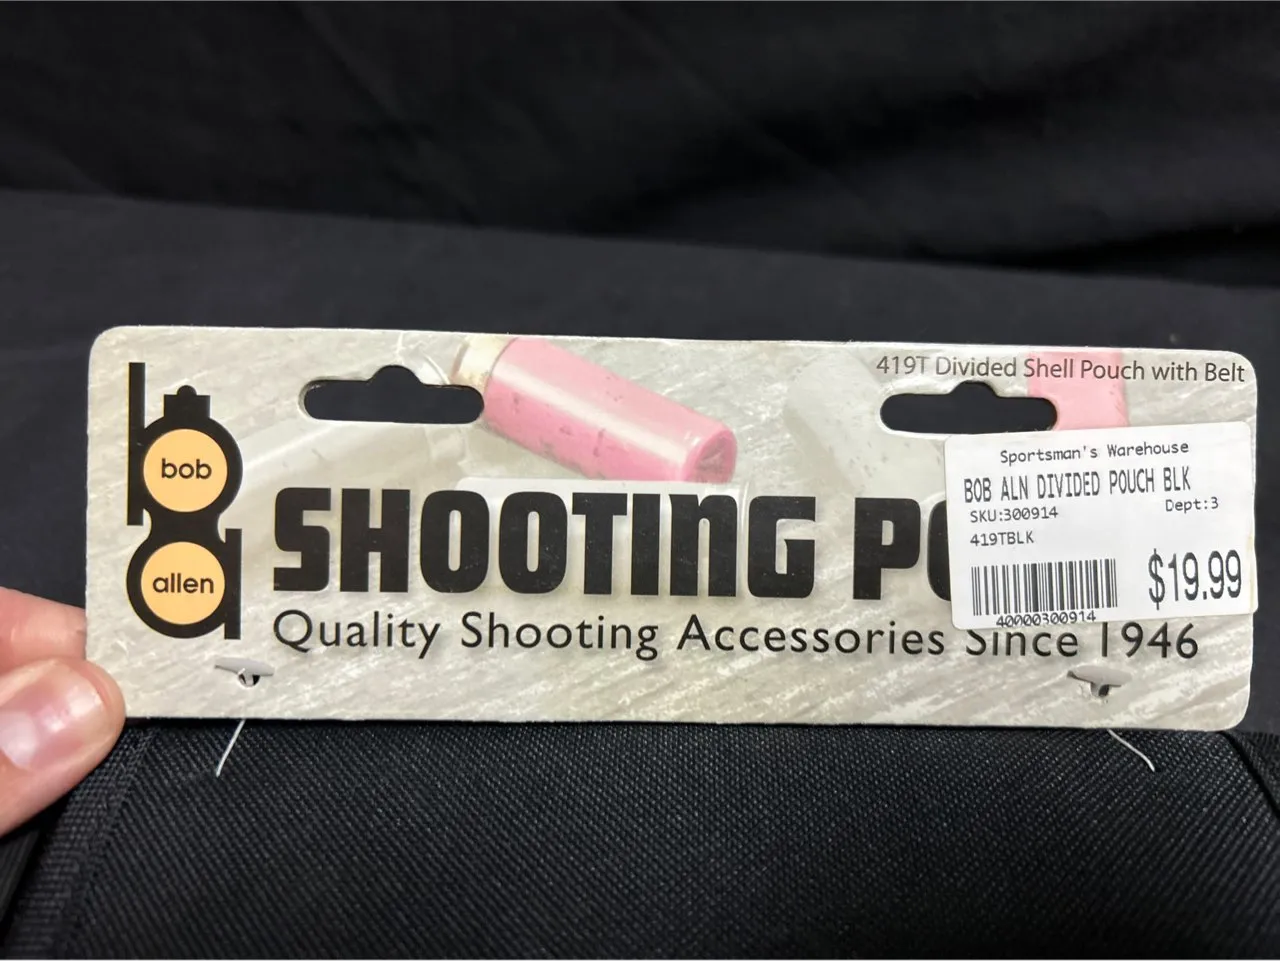 419T Divided Shell Pouch with Belt
bob
allen
SHOOTING
Quality Shooting Accessories Since 1946
Sportsman's Warehouse
BOB ALN DIVIDED POUCH BLK
SKU:300914
Dept:3
419TBLK
$19.99
40000300914